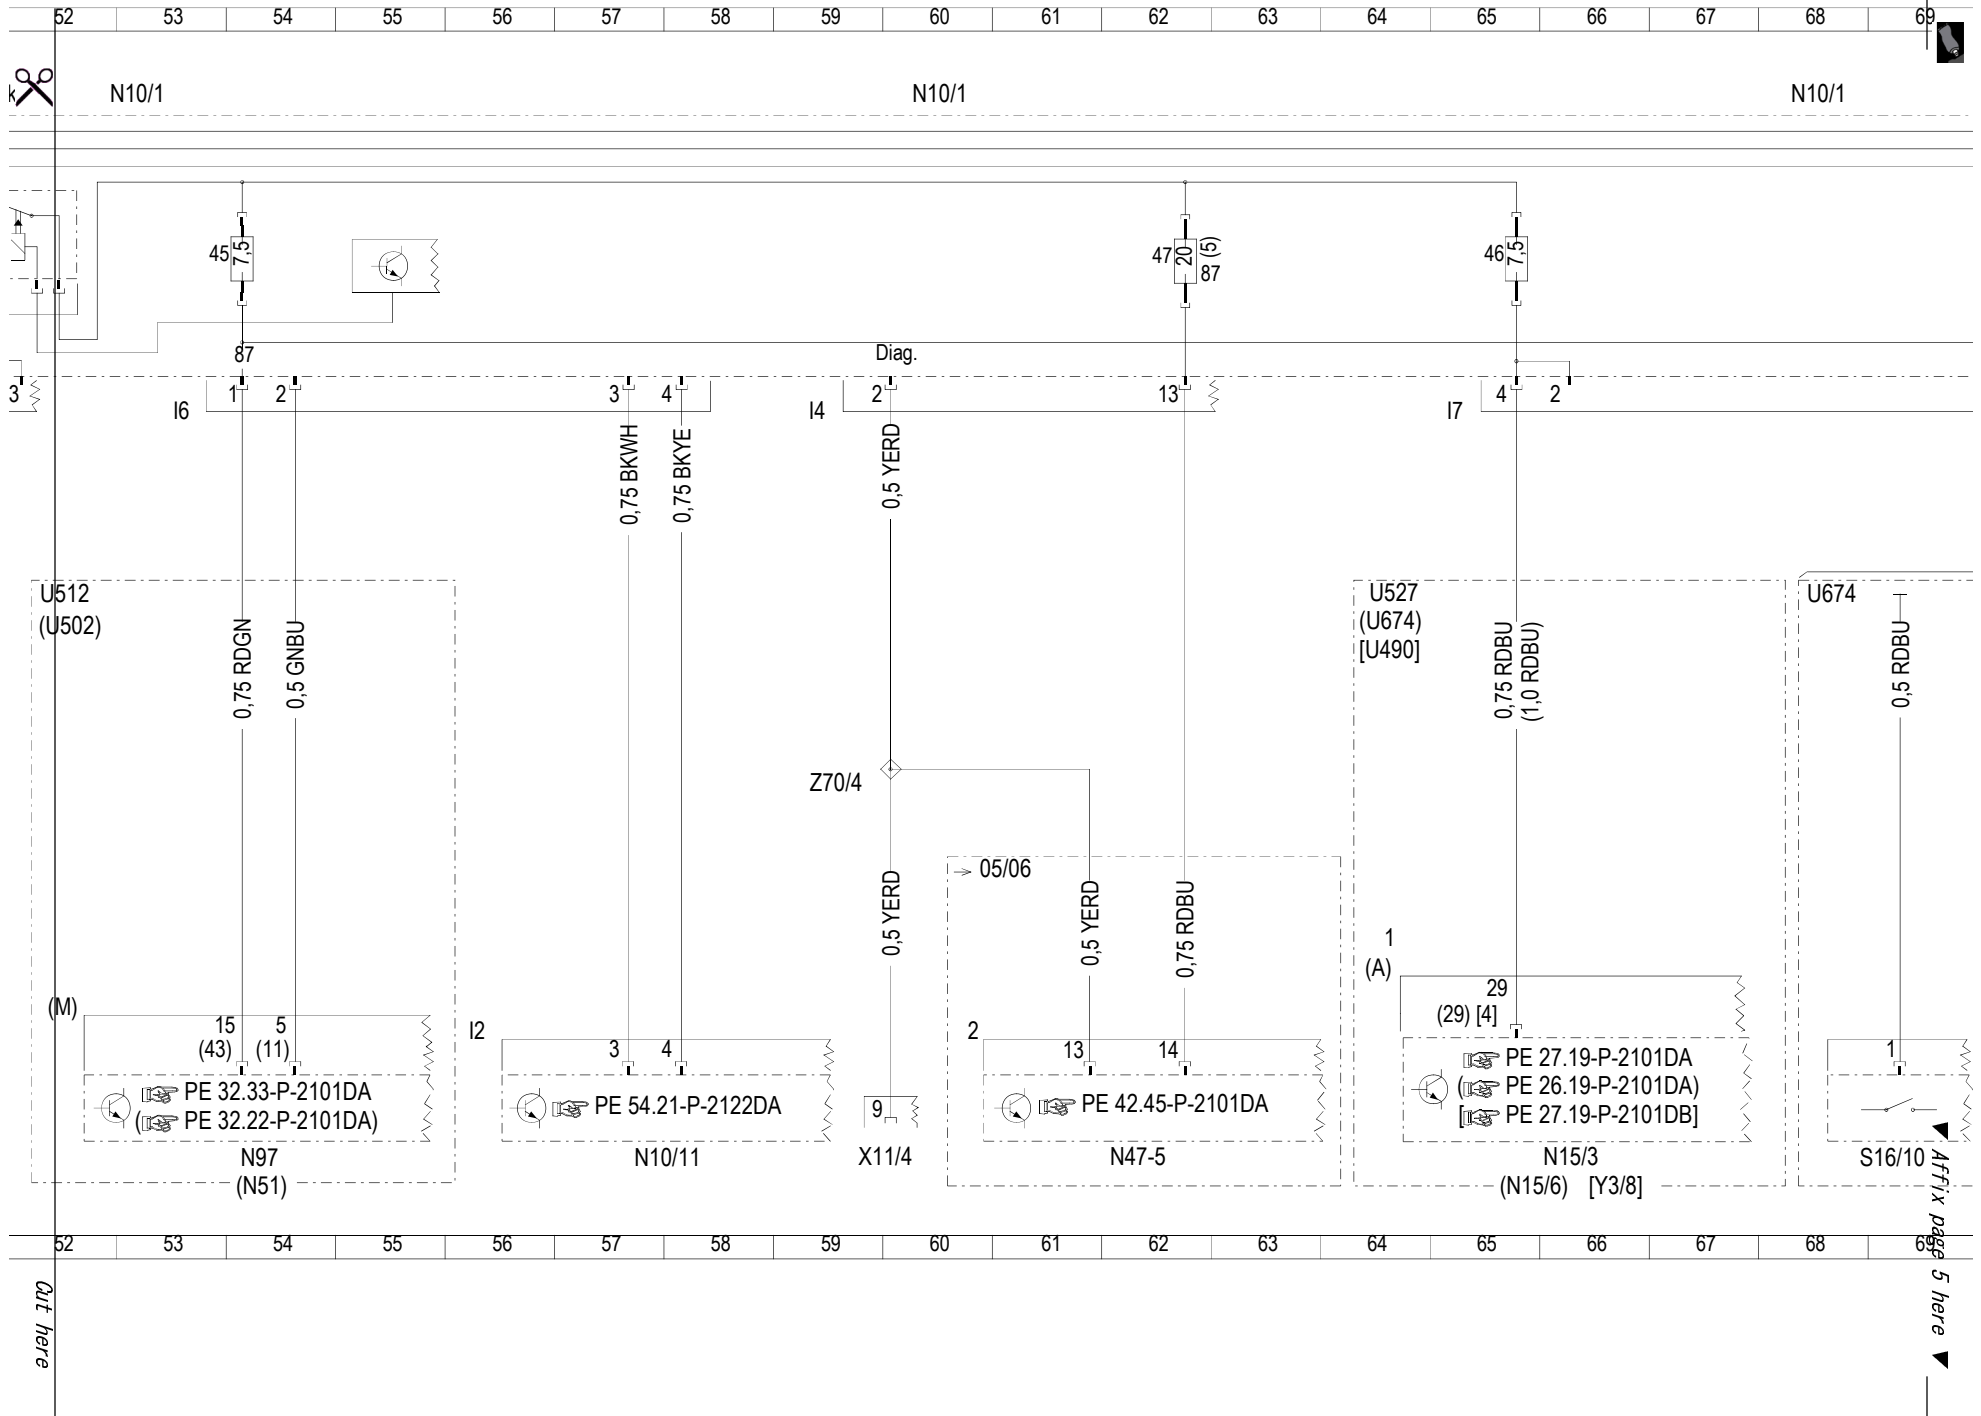 52 53 54 55 56 57 58 59 60 61 62 63 64 65 66 67 68 69
N10/1 N10/1 N10/1
45 7,5
47 20 (5)
87
46 7,5
87
Diag.
3 1 2 3 4 2 13 4 2
I6 I4 I7
0,75 BKWH
0,75 BKYE
0,5 YERD
U512
(U502)
U527
(U674)
[U490]
U674
0,75 RDGN
0,5 GNBU
0,75 RDBU
(1,0 RDBU)
0,5 RDBU
Z70/4
→ 05/06
0,5 YERD
0,5 YERD
0,75 RDBU
1
(A)
29
(29) [4]
(M)
15 5
(43) (11)
I2
3 4
2
13 14
1
PE 32.33-P-2101DA
(PE 32.22-P-2101DA)
PE 54.21-P-2122DA
9
PE 42.45-P-2101DA
PE 27.19-P-2101DA
(PE 26.19-P-2101DA)
[PE 27.19-P-2101DB]
N97
(N51)
N10/11
X11/4
N47-5
N15/3
(N15/6) [Y3/8]
S16/10
52 53 54 55 56 57 58 59 60 61 62 63 64 65 66 67 68 69
Cut here
Affix page 5 here